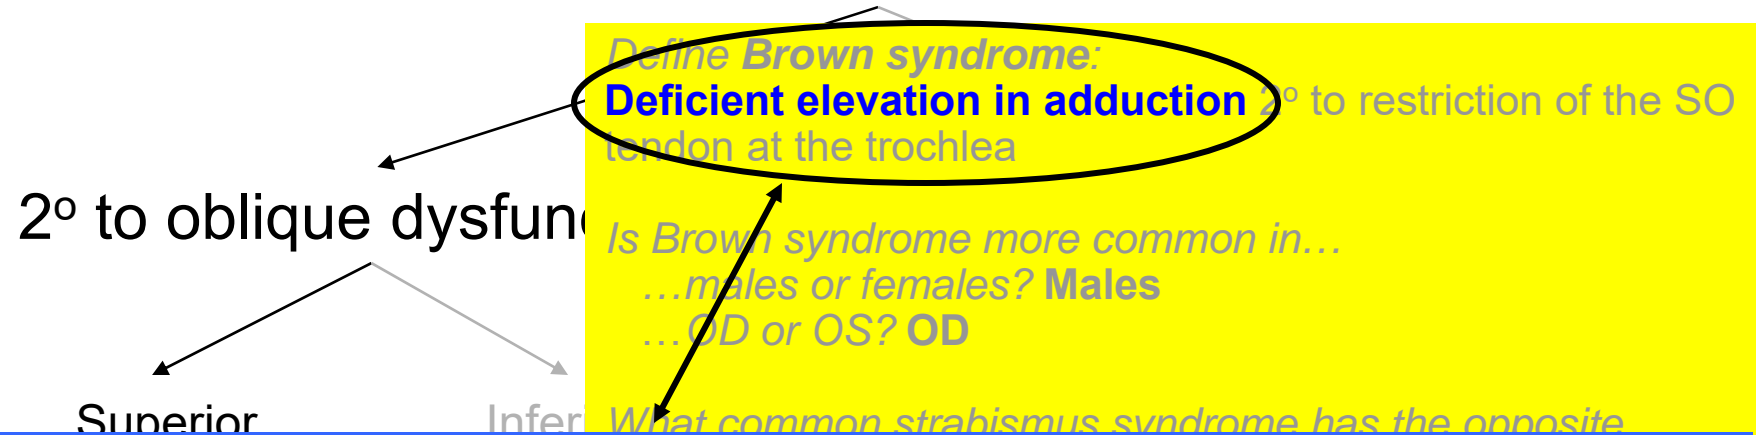 Define Brown syndrome:
Deficient elevation in adduction 2º to restriction of the SO
tendon at the trochlea
2º to oblique
Is Brown syndrome more common in…
…males or females? Males
…OD or OS? OD
Superior
What common strabismus syndrome has the opposite